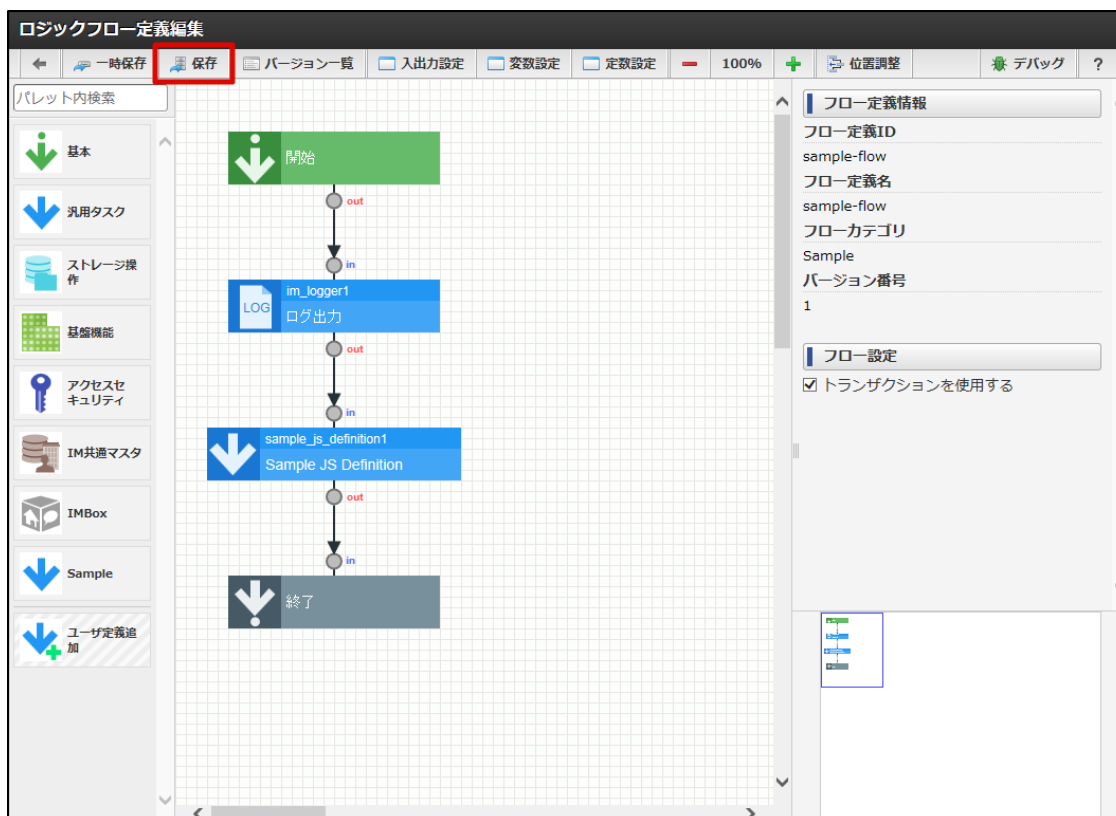 ロジックフロー定義編集
一時保存 保存 バージョン一覧 入出力設定 変数設定 定数設定 100% 位置調整 デバッグ ?
パレット内検索
基本
汎用タスク
ストレージ操
作
基盤機能
アクセスセ
キュリティ
IM共通マスタ
IMBox
Sample
ユーザ定義追
加
開始
out
in
im_logger1
LOG
ログ出力
out
in
sample_js_definition1
Sample JS Definition
out
in
終了
フロー定義情報
フロー定義ID
sample-flow
フロー定義名
sample-flow
フローカテゴリ
Sample
バージョン番号
1
フロー設定
トランザクションを使用する